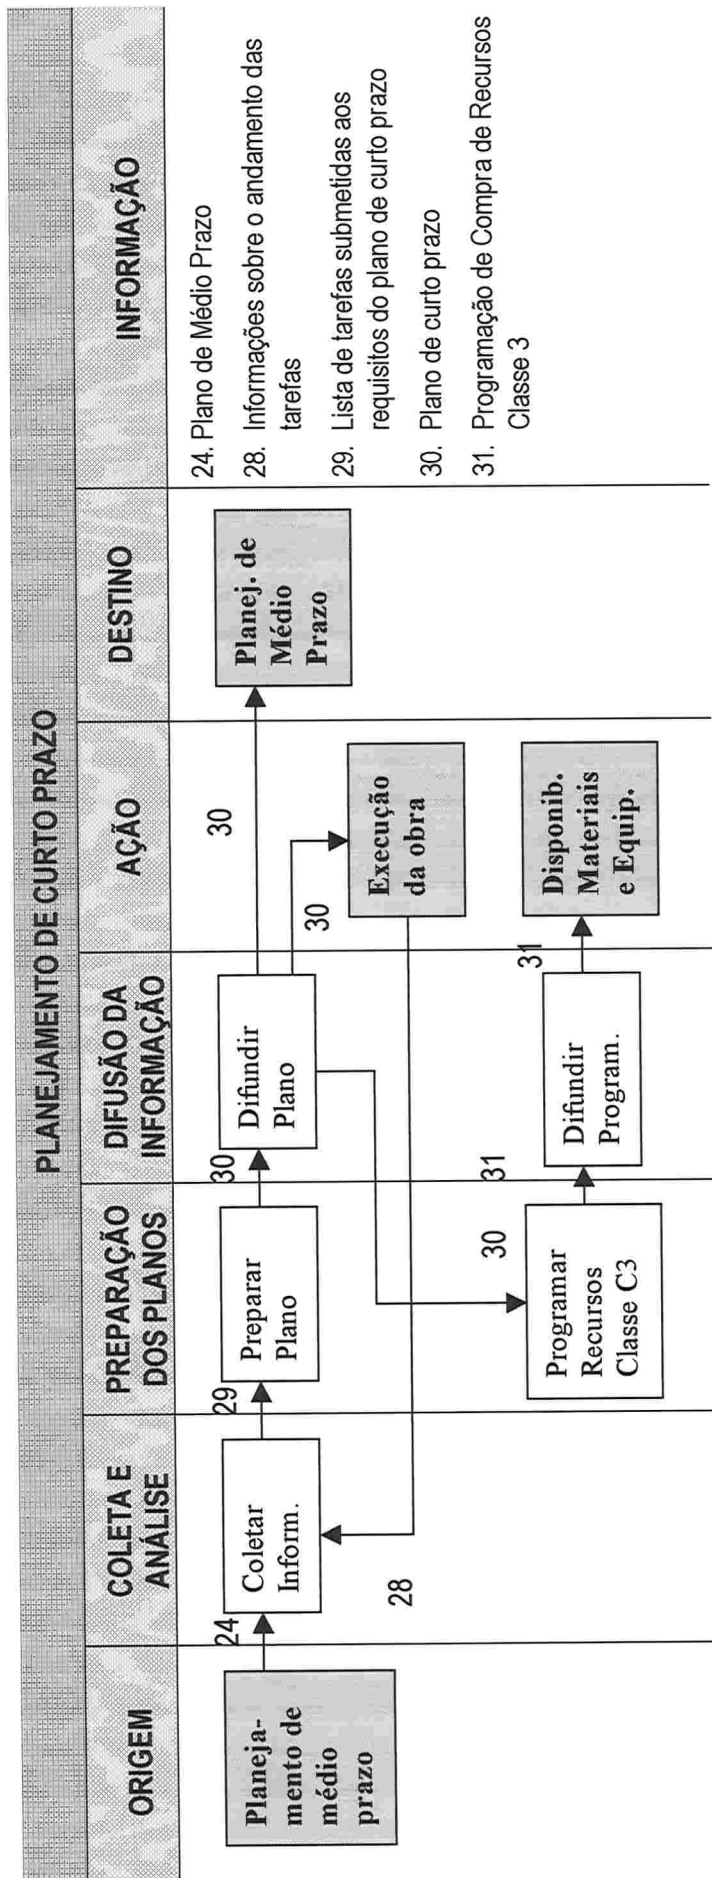 PLANEJAMENTO DE CURTO PRAZO
ORIGEM
COLETA E
ANÁLISE
PREPARAÇÃO
DOS PLANOS
DIFUSÃO DA
INFORMAÇÃO
AÇÃO
DESTINO
INFORMAÇÃO
Planeja-
mento de
médio
prazo
24
Coletar
Inform.
29
Preparar
Plano
30
Difundir
Plano
30
Planej. de
Médio
Prazo
30
Execução
da obra
28
30
Programar
Recursos
Classe C3
31
Difundir
Program.
31
Disponib.
Materiais
e Equip.
24. Plano de Médio Prazo
28. Informações sobre o andamento das
tarefas
29. Lista de tarefas submetidas aos
requisitos do plano de curto prazo
30. Plano de curto prazo
31. Programação de Compra de Recursos
Classe 3